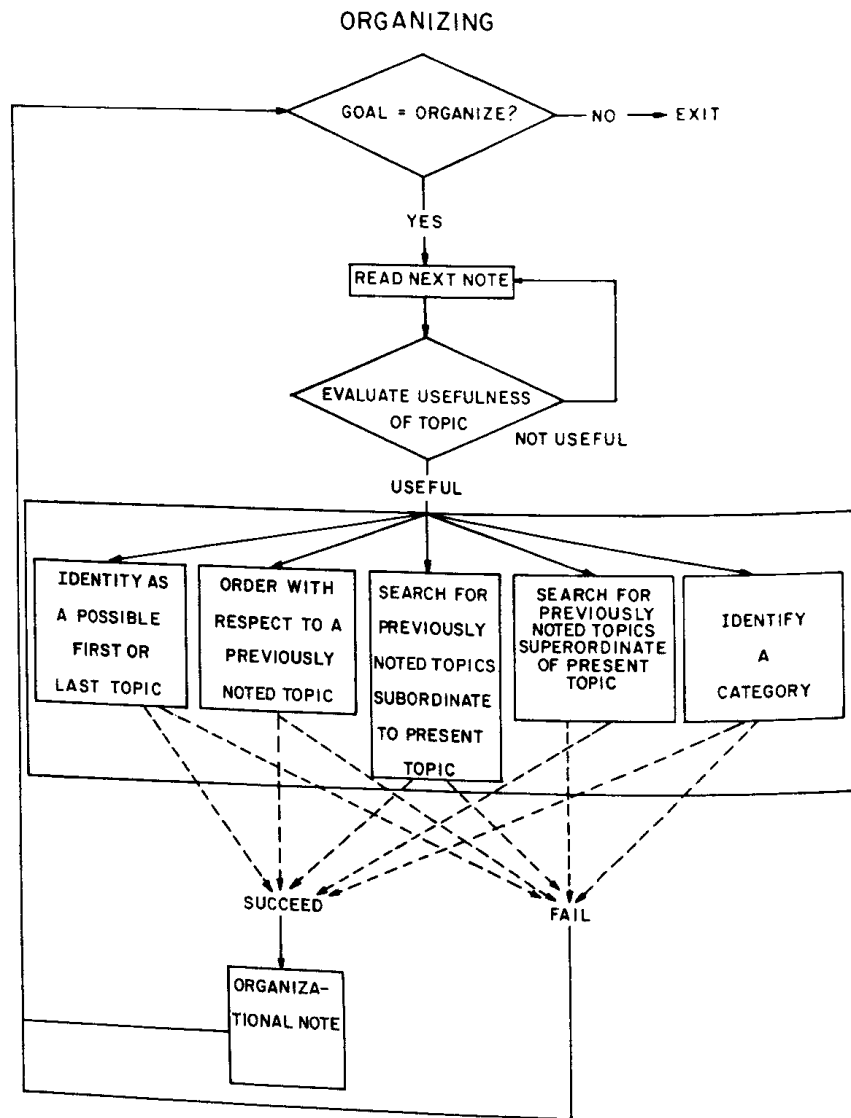 ORGANIZING
GOAL = ORGANIZE?
NO
EXIT
YES
READ NEXT NOTE
EVALUATE USEFULNESS
OF TOPIC
NOT USEFUL
USEFUL
IDENTITY AS
A POSSIBLE
FIRST OR
LAST TOPIC
ORDER WITH
RESPECT TO A
PREVIOUSLY
NOTED TOPIC
SEARCH FOR
PREVIOUSLY
NOTED TOPICS
SUBORDINATE
TO PRESENT
TOPIC
SEARCH FOR
PREVIOUSLY
NOTED TOPICS
SUPERORDINATE
OF PRESENT
TOPIC
IDENTIFY
A
CATEGORY
SUCCEED
FAIL
ORGANIZA-
TIONAL NOTE